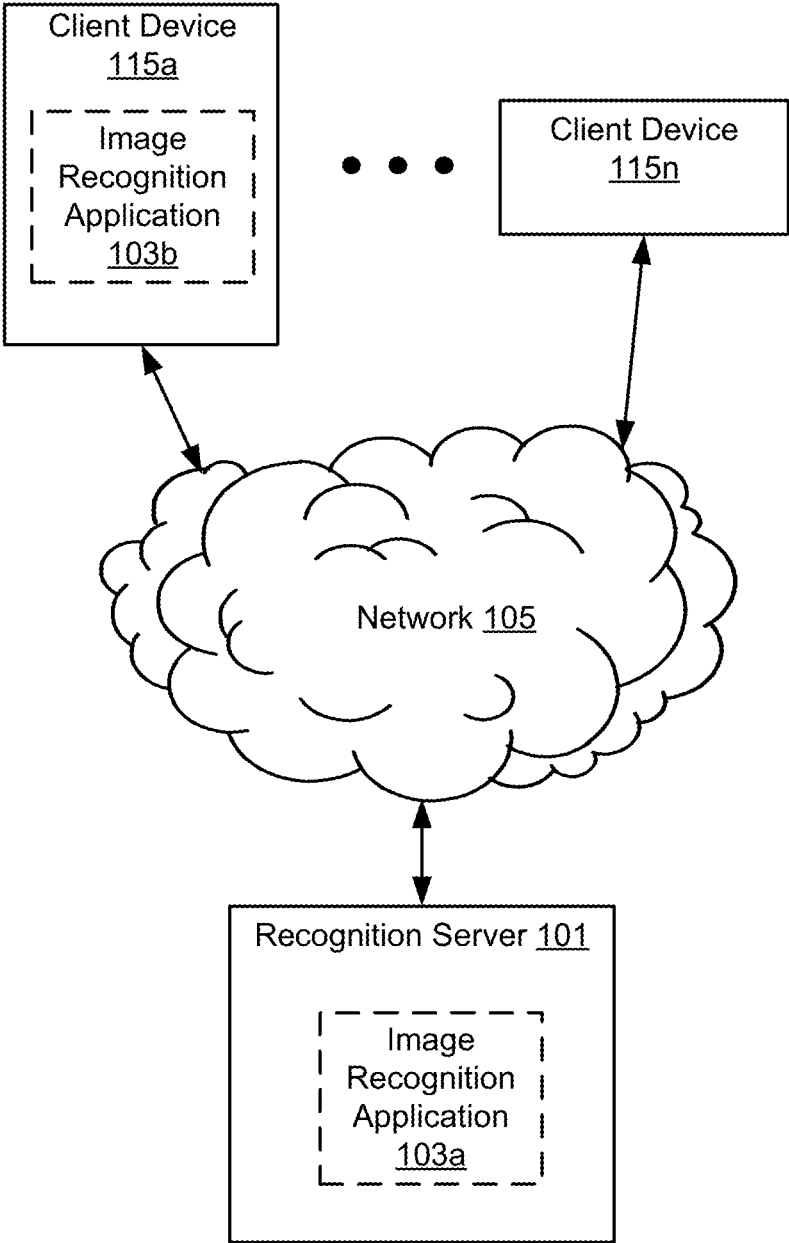 Client Device
115a
Image
Recognition
Application
103b
Client Device
115n
Network 105
Recognition Server 101
Image
Recognition
Application
103a